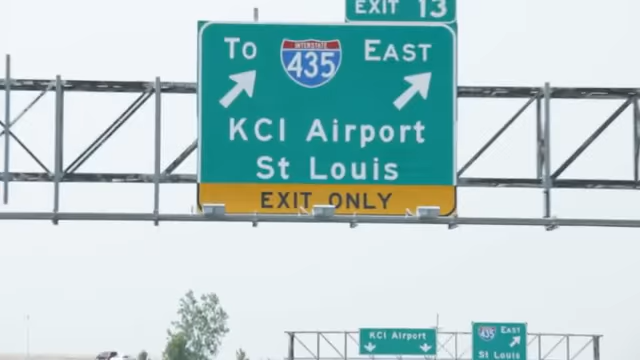 EXIT 13
To INTERSTATE 435 EAST
KCI Airport
St Louis
EXIT ONLY
KCI Airport
435 EAST
St Louis